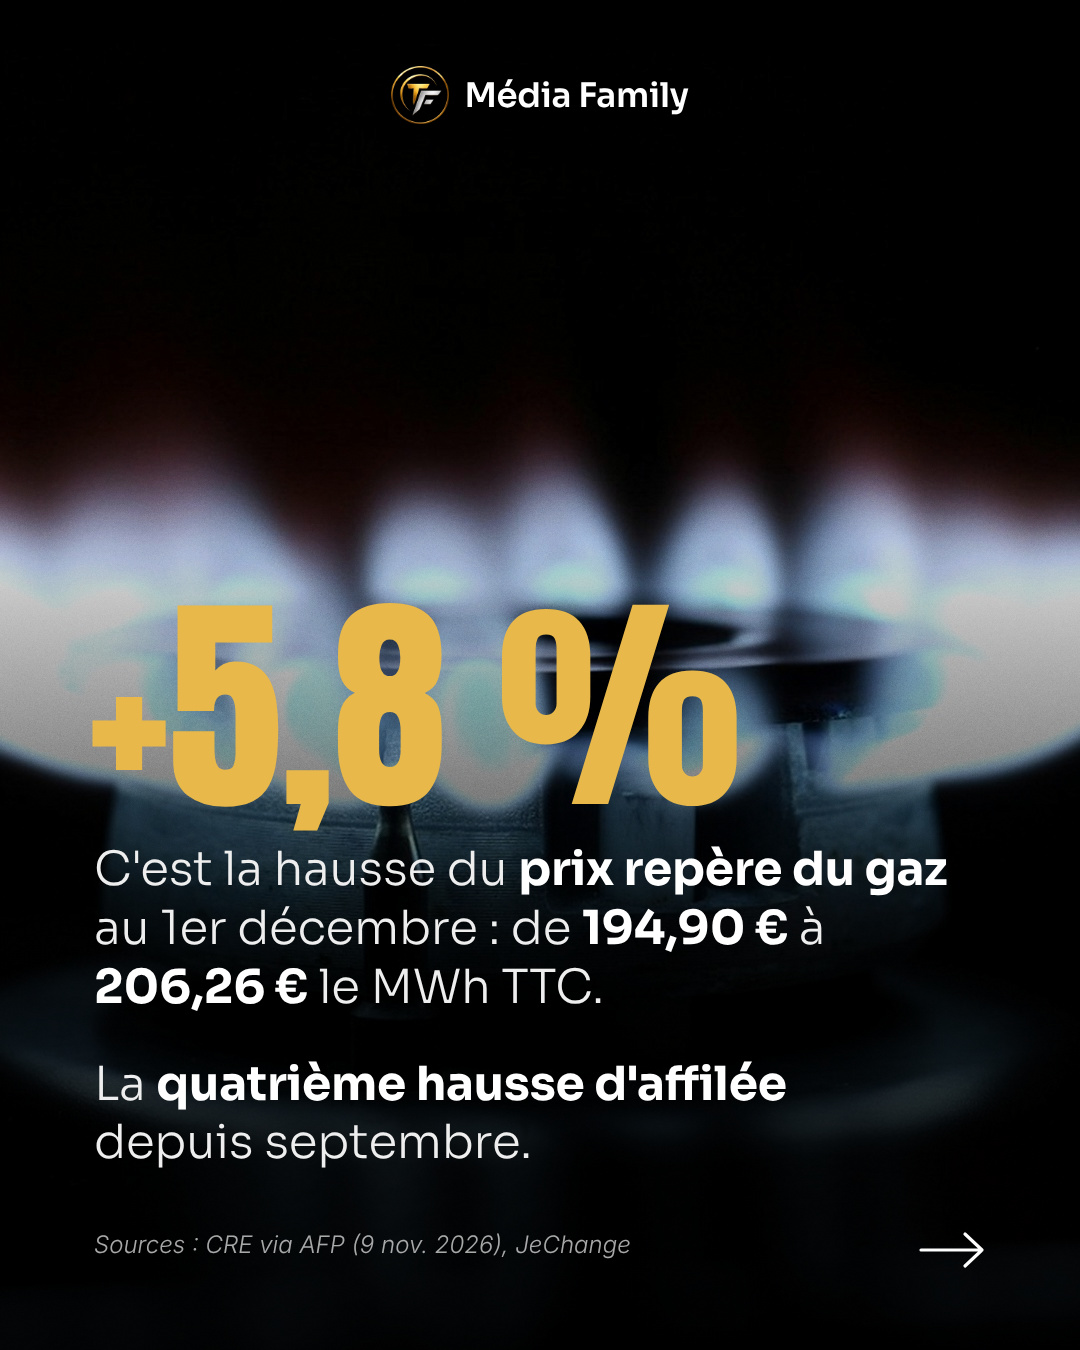 Média Family
+5,8 %
C'est la hausse du prix repère du gaz
au 1er décembre : de 194,90 € à
206,26 € le MWh TTC.
La quatrième hausse d'affilée
depuis septembre.
Sources : CRE via AFP (9 nov. 2026), JeChange